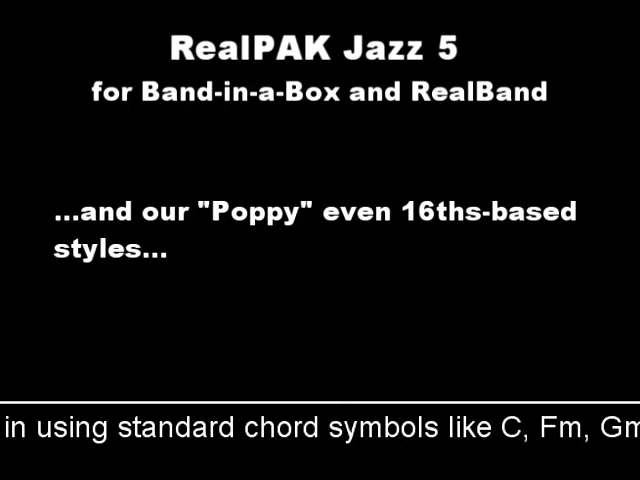 RealPAK Jazz 5
for Band-in-a-Box and RealBand
...and our "Poppy" even 16ths-based
styles...
in using standard chord symbols like C, Fm, Gm